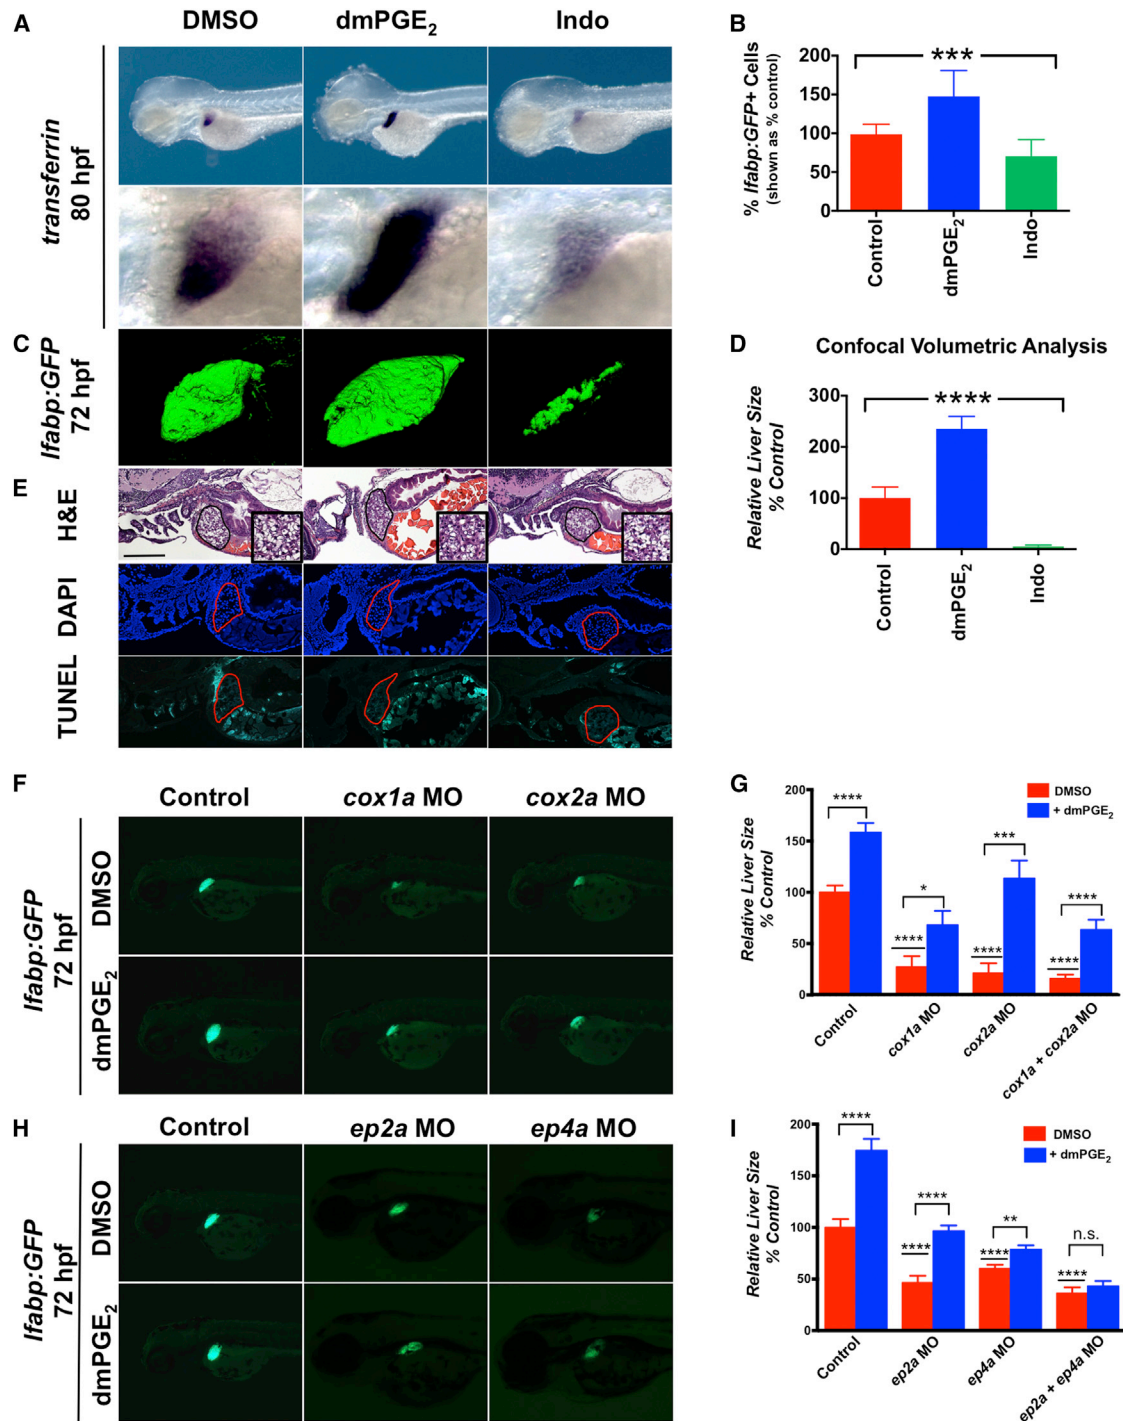 A
DMSO
dmPGE2
Indo
transferrin
80 hpf
B
% lfabp:GFP+ Cells
(shown as % control)
200
150
100
50
0
***
Control
dmPGE2
Indo
C
lfabp:GFP
72 hpf
D
Confocal Volumetric Analysis
Relative Liver Size
% Control
300
200
100
0
****
Control
dmPGE2
Indo
E
H&E
DAPI
TUNEL
F
Control
cox1a MO
cox2a MO
lfabp:GFP
72 hpf
DMSO
dmPGE2
G
Relative Liver Size
% Control
200
150
100
50
0
DMSO
+ dmPGE2
****
****
*
****
***
****
****
Control
cox1a MO
cox2a MO
cox1a + cox2a MO
H
Control
ep2a MO
ep4a MO
lfabp:GFP
72 hpf
DMSO
dmPGE2
I
Relative Liver Size
% Control
200
150
100
50
0
DMSO
+ dmPGE2
****
****
****
****
**
****
n.s.
Control
ep2a MO
ep4a MO
ep2a + ep4a MO